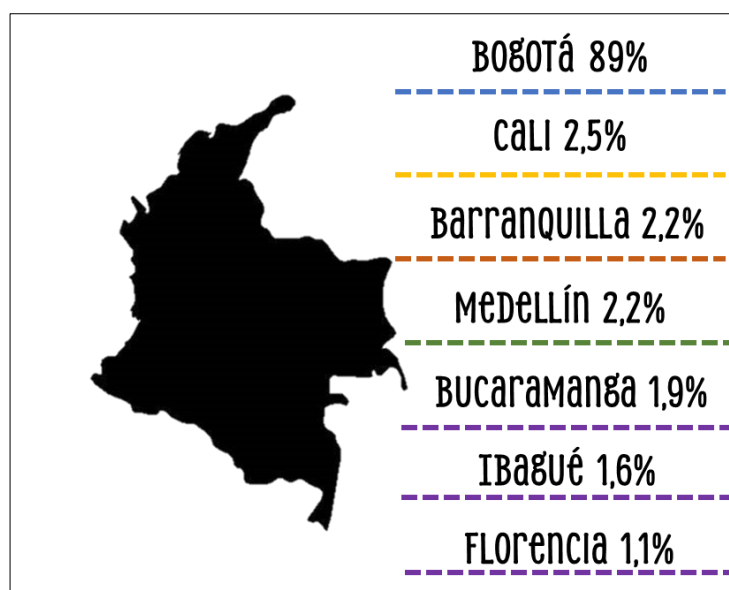 Bogotá 89%
Cali 2,5%
Barranquilla 2,2%
Medellín 2,2%
Bucaramanga 1,9%
Ibagué 1,6%
Florencia 1,1%